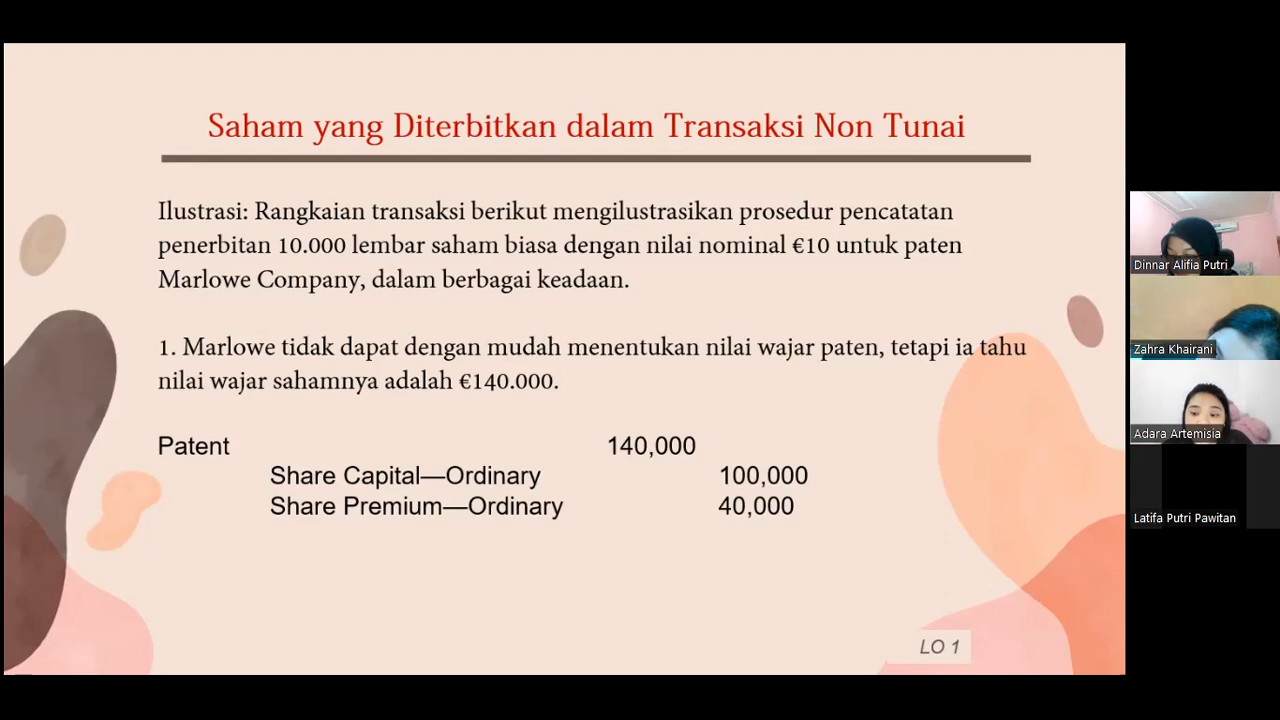 Saham yang Diterbitkan dalam Transaksi Non Tunai
Ilustrasi: Rangkaian transaksi berikut mengilustrasikan prosedur pencatatan
penerbitan 10.000 lembar saham biasa dengan nilai nominal €10 untuk paten
Marlowe Company, dalam berbagai keadaan.
1. Marlowe tidak dapat dengan mudah menentukan nilai wajar paten, tetapi ia tahu
nilai wajar sahamnya adalah €140.000.
Patent 140,000
Share Capital—Ordinary 100,000
Share Premium—Ordinary 40,000
LO 1
Dinnar Alifia Putri
Zahra Khairani
Adara Artemisia
Latifa Putri Pawitan